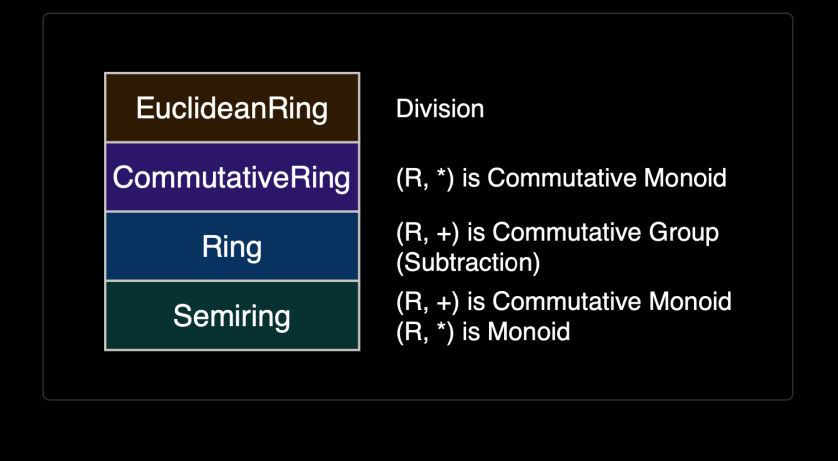 EuclideanRing
Division
CommutativeRing
(R, *) is Commutative Monoid
Ring
(R, +) is Commutative Group
(Subtraction)
Semiring
(R, +) is Commutative Monoid
(R, *) is Monoid